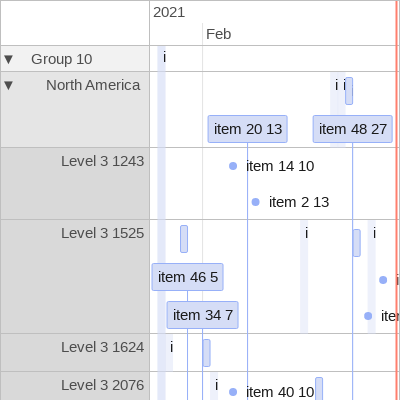 2021
Feb
▼ Group 10
i
▼ North America
i i
item 20 13 item 48 27
Level 3 1243
item 14 10
item 2 13
Level 3 1525
i i
item 46 5
i
item 34 7
ite
Level 3 1624
i
Level 3 2076
i
item 40 10